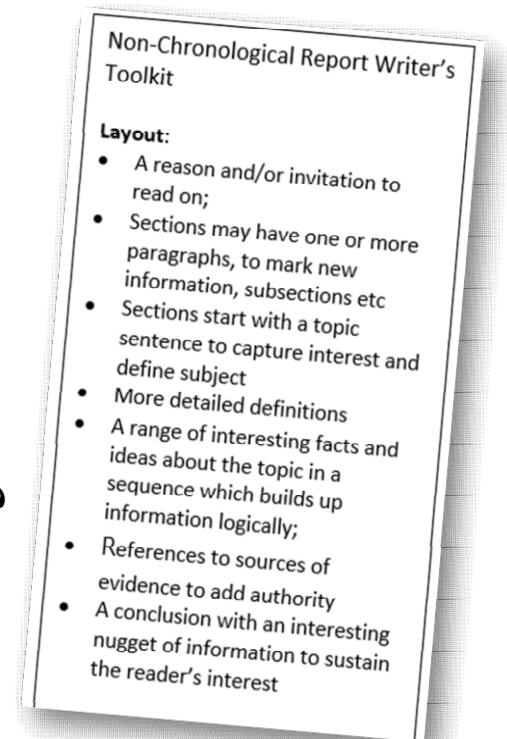 Non-Chronological Report Writer's
Toolkit
Layout:
• A reason and/or invitation to
read on;
• Sections may have one or more
paragraphs, to mark new
information, subsections etc
• Sections start with a topic
sentence to capture interest and
define subject
• More detailed definitions
• A range of interesting facts and
ideas about the topic in a
sequence which builds up
information logically;
• References to sources of
evidence to add authority
• A conclusion with an interesting
nugget of information to sustain
the reader's interest